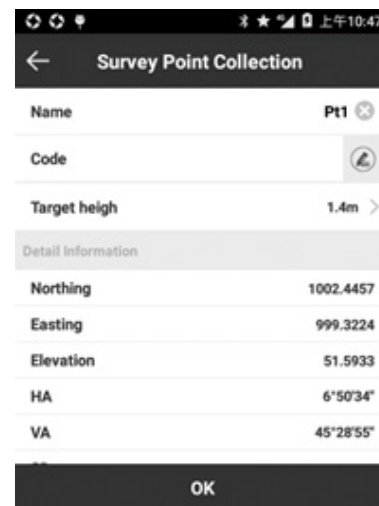 上午10:47
Survey Point Collection
Name Pt1
Code
Target heigh 1.4m
Detail Information
Northing 1002.4457
Easting 999.3224
Elevation 51.5933
HA 6°50'34"
VA 45°28'55"
OK